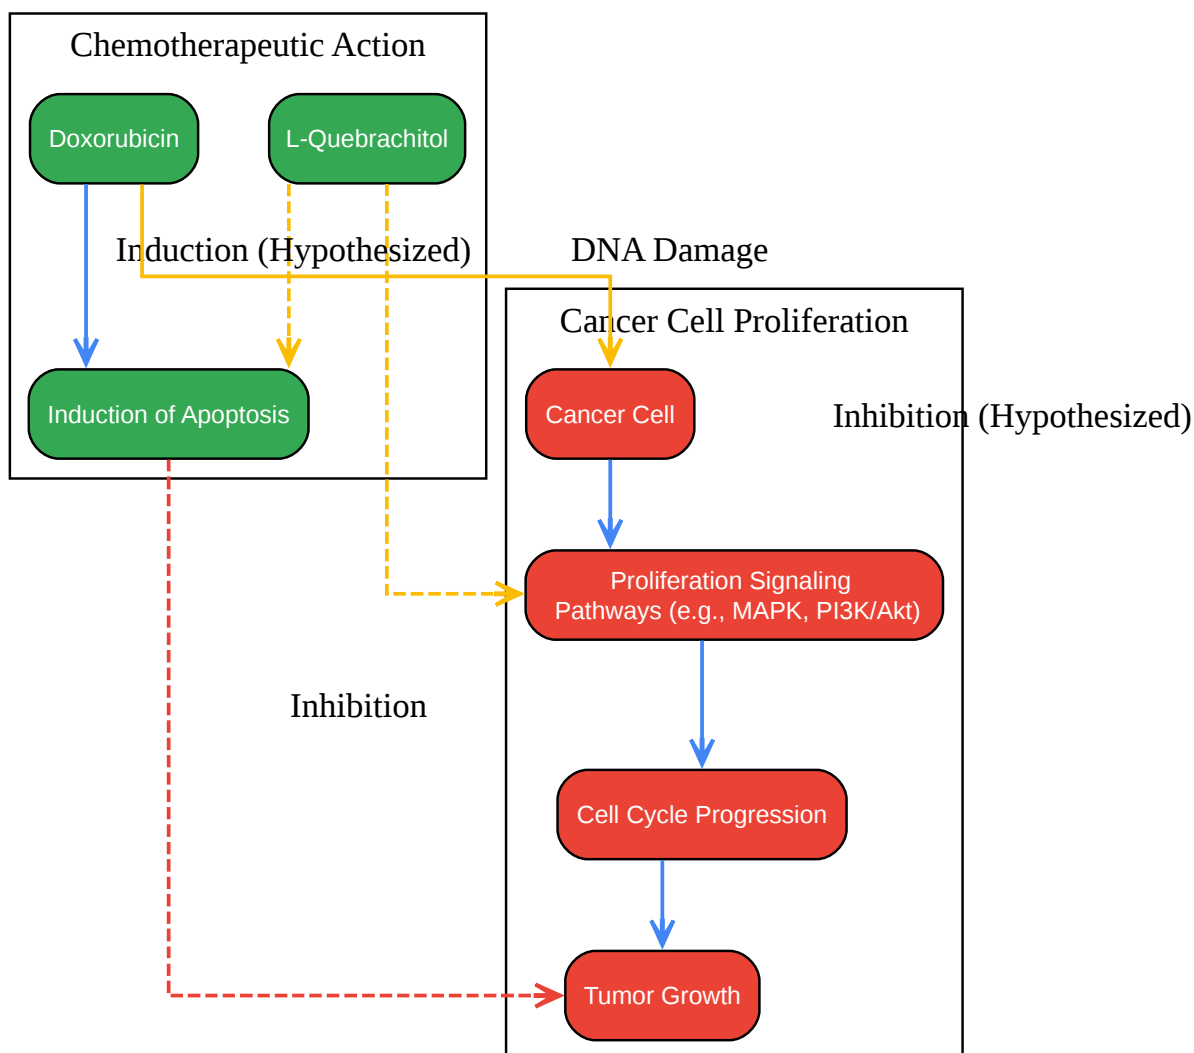 Chemotherapeutic Action
Doxorubicin
L-Quebrachitol
Induction (Hypothesized)
DNA Damage
Cancer Cell Proliferation
Induction of Apoptosis
Cancer Cell
Inhibition (Hypothesized)
Proliferation Signaling
Pathways (e.g., MAPK, PI3K/Akt)
Inhibition
Cell Cycle Progression
Tumor Growth